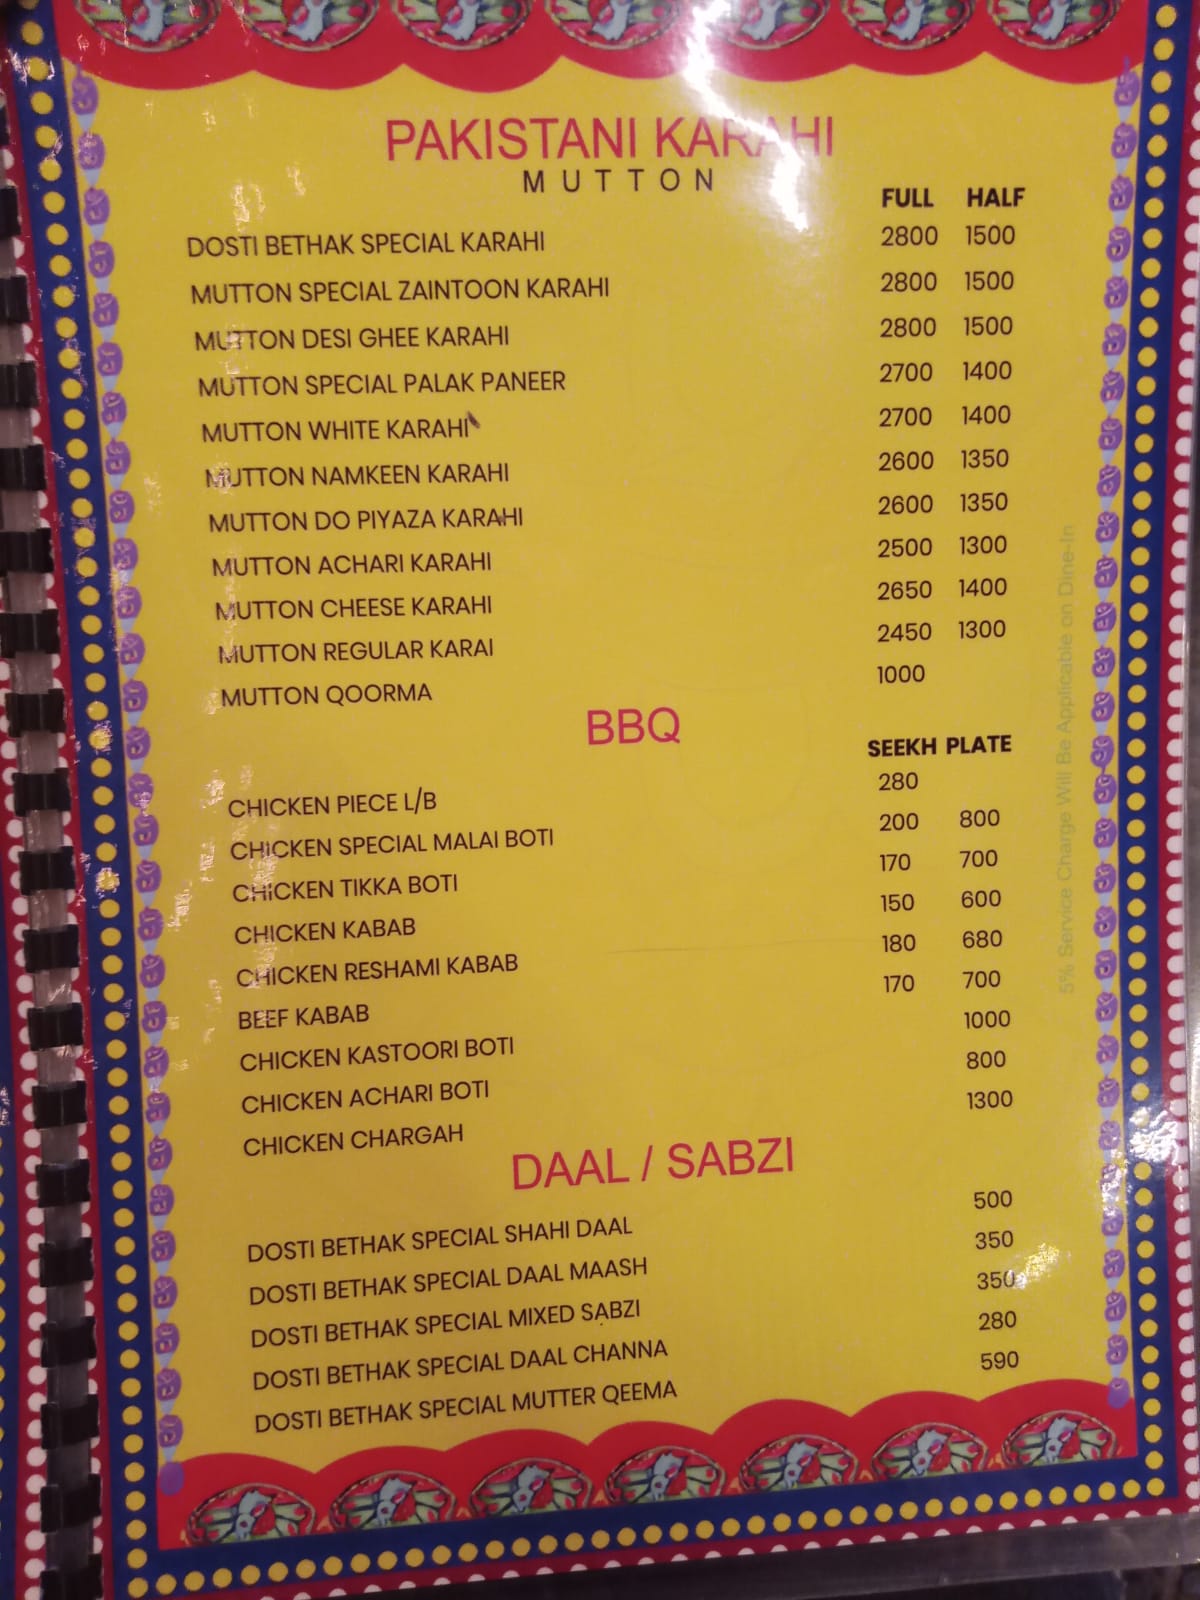 PAKISTANI KARAHI
MUTTON
FULL HALF
DOSTI BETHAK SPECIAL KARAHI 2800 1500
MUTTON SPECIAL ZAINTOON KARAHI 2800 1500
MUTTON DESI GHEE KARAHI 2800 1500
MUTTON SPECIAL PALAK PANEER 2700 1400
MUTTON WHITE KARAHI 2700 1400
MUTTON NAMKEEN KARAHI 2600 1350
MUTTON DO PIYAZA KARAHI 2600 1350
MUTTON ACHARI KARAHI 2500 1300
MUTTON CHEESE KARAHI 2650 1400
MUTTON REGULAR KARAI 2450 1300
MUTTON QOORMA 1000
BBQ
SEEKH PLATE
CHICKEN PIECE L/B 280
CHICKEN SPECIAL MALAI BOTI 200 800
CHICKEN TIKKA BOTI 170 700
CHICKEN KABAB 150 600
CHICKEN RESHAMI KABAB 180 680
BEEF KABAB 170 700
CHICKEN KASTOORI BOTI 1000
CHICKEN ACHARI BOTI 800
CHICKEN CHARGAH 1300
DAAL / SABZI
DOSTI BETHAK SPECIAL SHAHI DAAL 500
DOSTI BETHAK SPECIAL DAAL MAASH 350
DOSTI BETHAK SPECIAL MIXED SABZI 350
DOSTI BETHAK SPECIAL DAAL CHANNA 280
DOSTI BETHAK SPECIAL MUTTER QEEMA 590
5% Service Charge Will Be Applicable on Dine-In